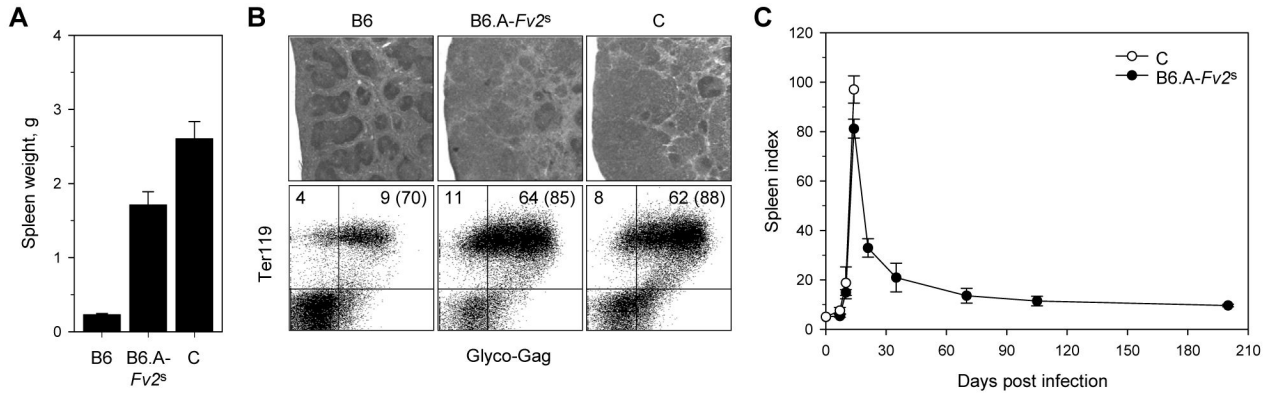 A
Spleen weight, g
4
3
2
1
0
B6
B6.A-
Fv2s
C
B
B6
B6.A-Fv2s
C
4
9 (70)
11
64 (85)
8
62 (88)
Ter119
Glyco-Gag
C
Spleen index
120
100
80
60
40
20
0
0
30
60
90
120
150
180
210
Days post infection
C
B6.A-Fv2s